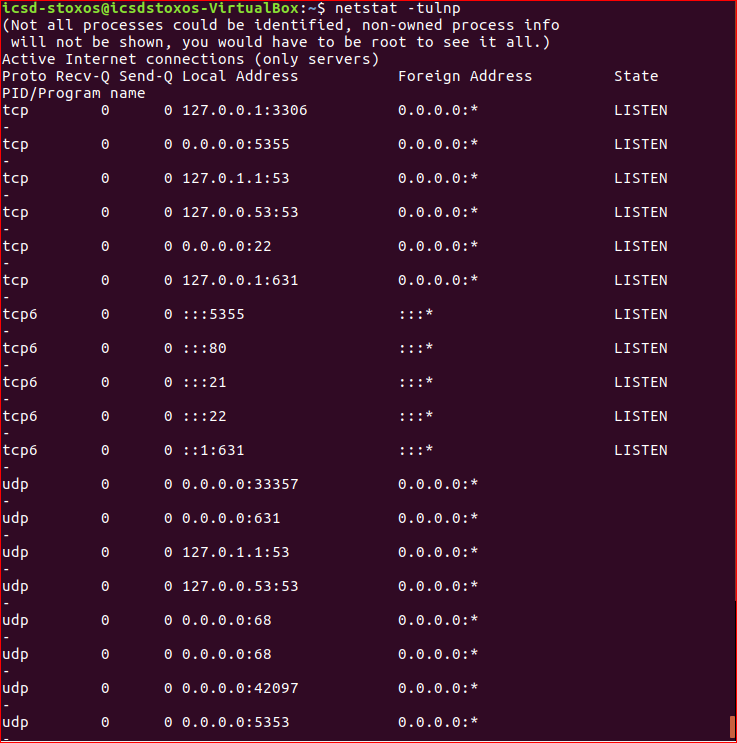 icsd-stoxos@icsdstoxos-VirtualBox:~$ netstat -tulnp
(Not all processes could be identified, non-owned process info
 will not be shown, you would have to be root to see it all.)
Active Internet connections (only servers)
Proto Recv-Q Send-Q Local Address           Foreign Address         State
PID/Program name
tcp        0      0 127.0.0.1:3306          0.0.0.0:*               LISTEN
-
tcp        0      0 0.0.0.0:5355            0.0.0.0:*               LISTEN
-
tcp        0      0 127.0.1.1:53            0.0.0.0:*               LISTEN
-
tcp        0      0 127.0.0.53:53           0.0.0.0:*               LISTEN
-
tcp        0      0 0.0.0.0:22              0.0.0.0:*               LISTEN
-
tcp        0      0 127.0.0.1:631           0.0.0.0:*               LISTEN
-
tcp6       0      0 :::5355                 :::*                    LISTEN
-
tcp6       0      0 :::80                   :::*                    LISTEN
-
tcp6       0      0 :::21                   :::*                    LISTEN
-
tcp6       0      0 :::22                   :::*                    LISTEN
-
tcp6       0      0 ::1:631                 :::*                    LISTEN
-
udp        0      0 0.0.0.0:33357           0.0.0.0:*
-
udp        0      0 0.0.0.0:631             0.0.0.0:*
-
udp        0      0 127.0.1.1:53            0.0.0.0:*
-
udp        0      0 127.0.0.53:53           0.0.0.0:*
-
udp        0      0 0.0.0.0:68              0.0.0.0:*
-
udp        0      0 0.0.0.0:68              0.0.0.0:*
-
udp        0      0 0.0.0.0:42097           0.0.0.0:*
-
udp        0      0 0.0.0.0:5353            0.0.0.0:*
-